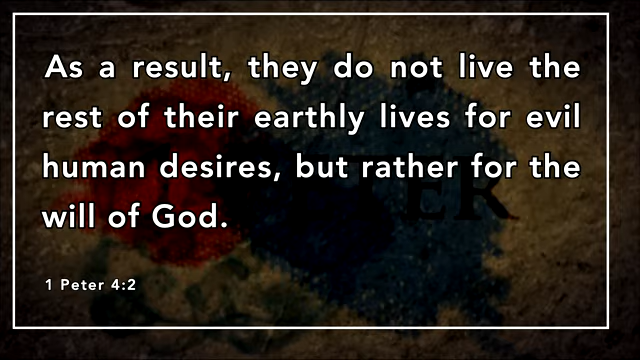 As a result, they do not live the
rest of their earthly lives for evil
human desires, but rather for the
will of God.
1 Peter 4:2